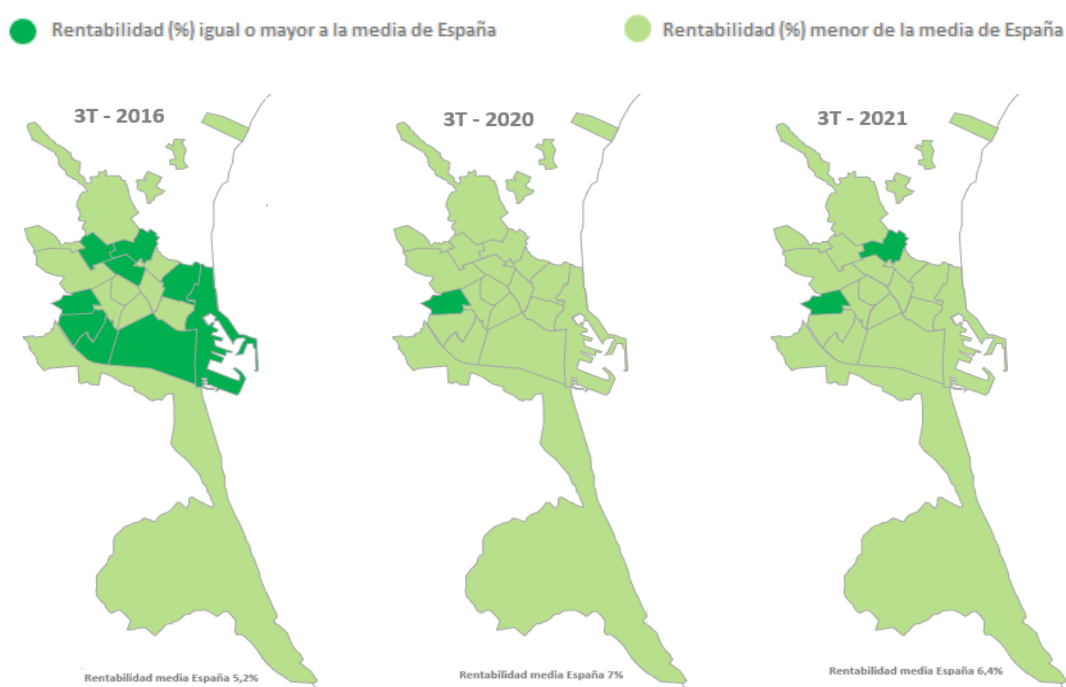 Rentabilidad (%) igual o mayor a la media de España
Rentabilidad (%) menor de la media de España
3T - 2016
3T - 2020
3T - 2021
Rentabilidad media España 5,2%
Rentabilidad media España 7%
Rentabilidad media España 6,4%